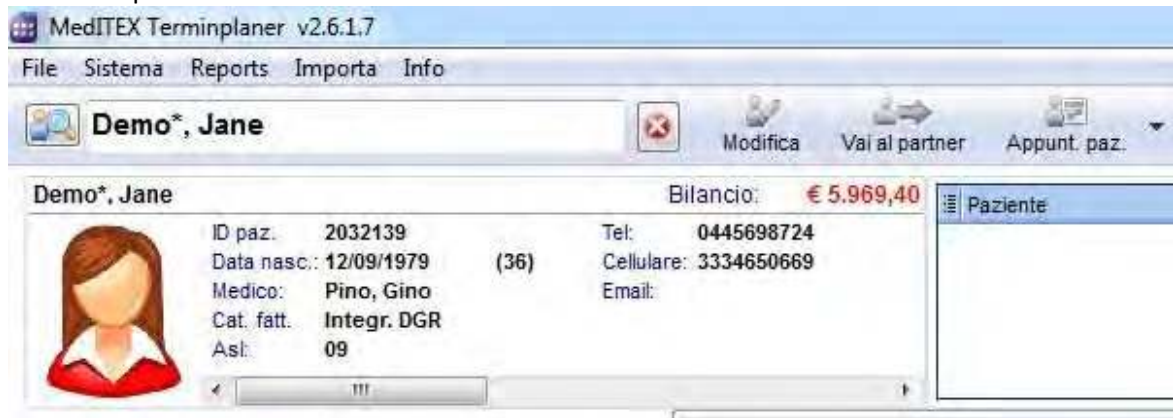 MedITEX Terminplaner v2.6.1.7
File Sistema Reports Importa Info
Demo*, Jane
Modifica Vai al partner Appunt. paz.
Demo*, Jane Bilancio: € 5.969,40 Paziente
ID paz. 2032139 Tel: 0445698724
Data nasc.: 12/09/1979 (36) Cellulare: 3334650669
Medico: Pino, Gino Email:
Cat. fatt. Integr. DGR
Asl: 09